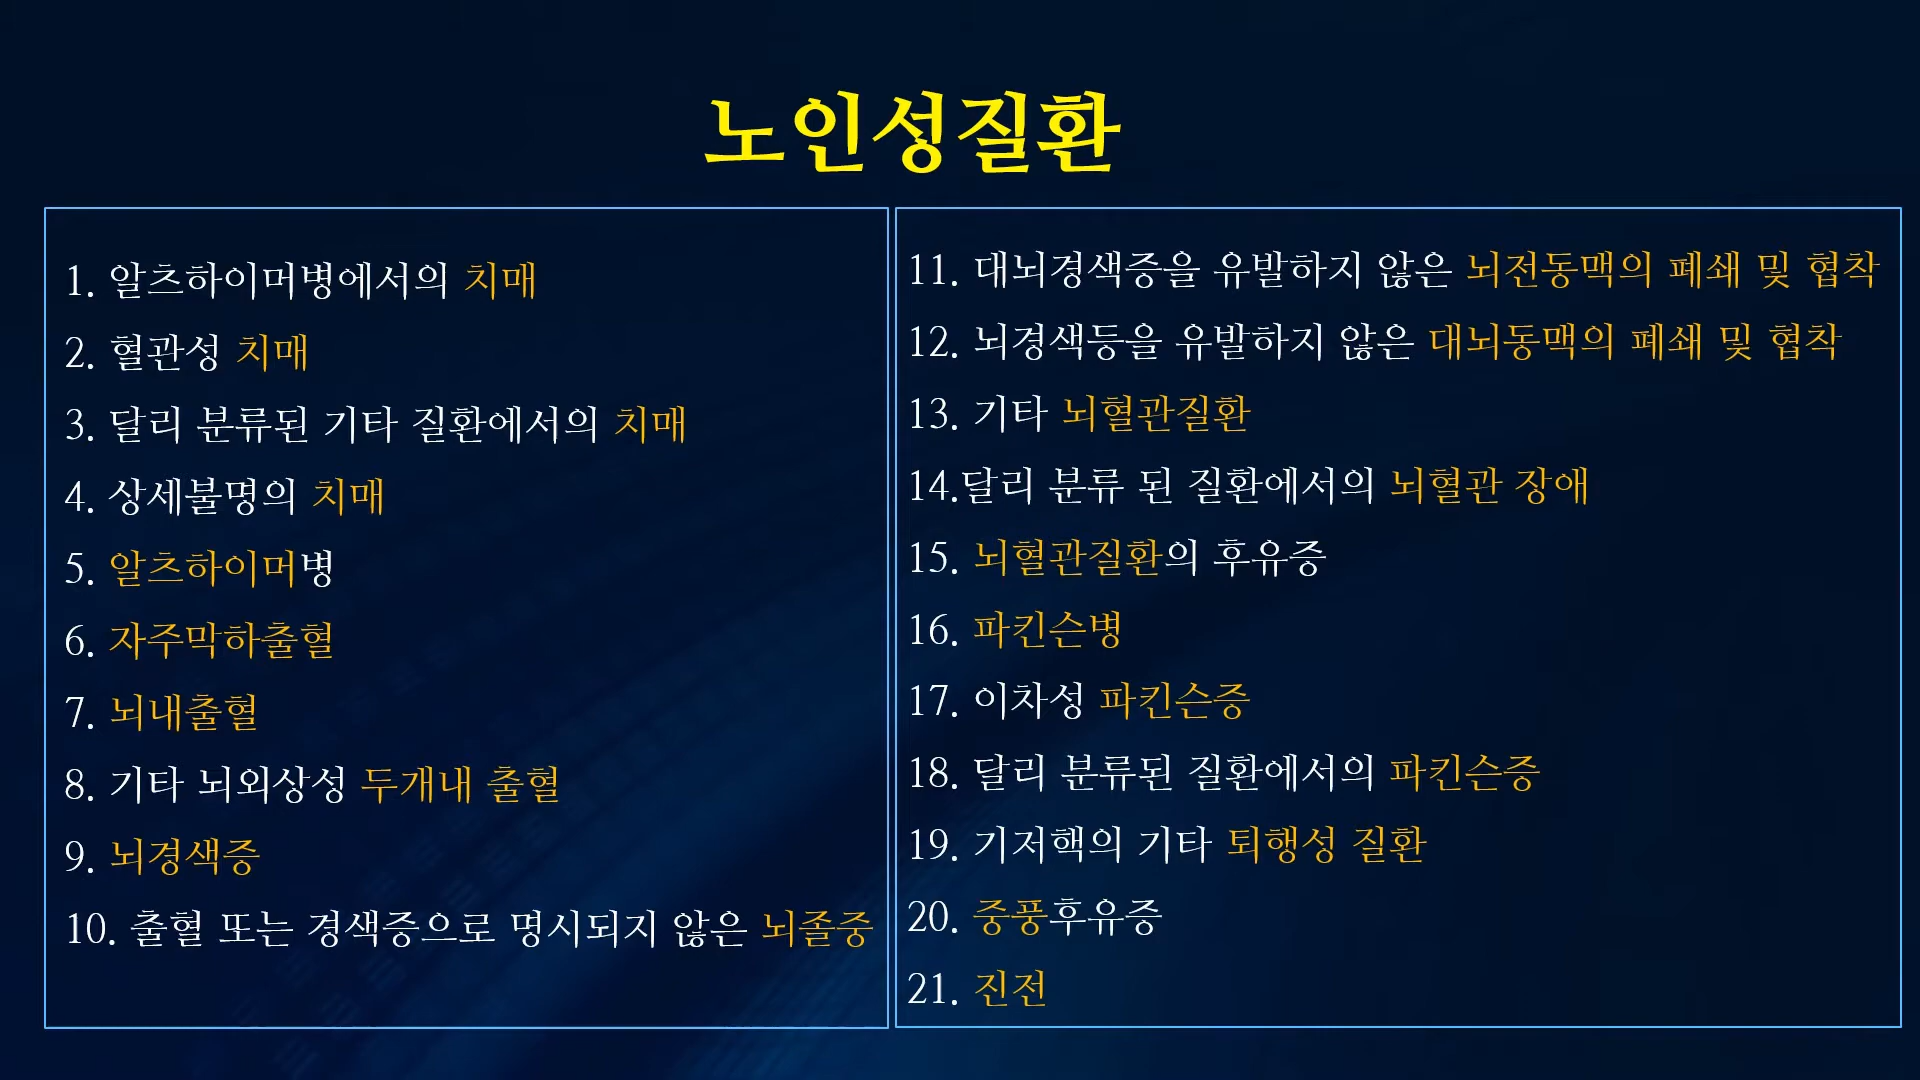 노인성질환
1. 알츠하이머병에서의 치매
2. 혈관성 치매
3. 달리 분류된 기타 질환에서의 치매
4. 상세불명의 치매
5. 알츠하이머병
6. 자주막하출혈
7. 뇌내출혈
8. 기타 뇌외상성 두개내 출혈
9. 뇌경색증
10. 출혈 또는 경색증으로 명시되지 않은 뇌졸중
11. 대뇌경색증을 유발하지 않은 뇌전동맥의 폐쇄 및 협착
12. 뇌경색등을 유발하지 않은 대뇌동맥의 폐쇄 및 협착
13. 기타 뇌혈관질환
14.달리 분류 된 질환에서의 뇌혈관 장애
15. 뇌혈관질환의 후유증
16. 파킨슨병
17. 이차성 파킨슨증
18. 달리 분류된 질환에서의 파킨슨증
19. 기저핵의 기타 퇴행성 질환
20. 중풍후유증
21. 진전